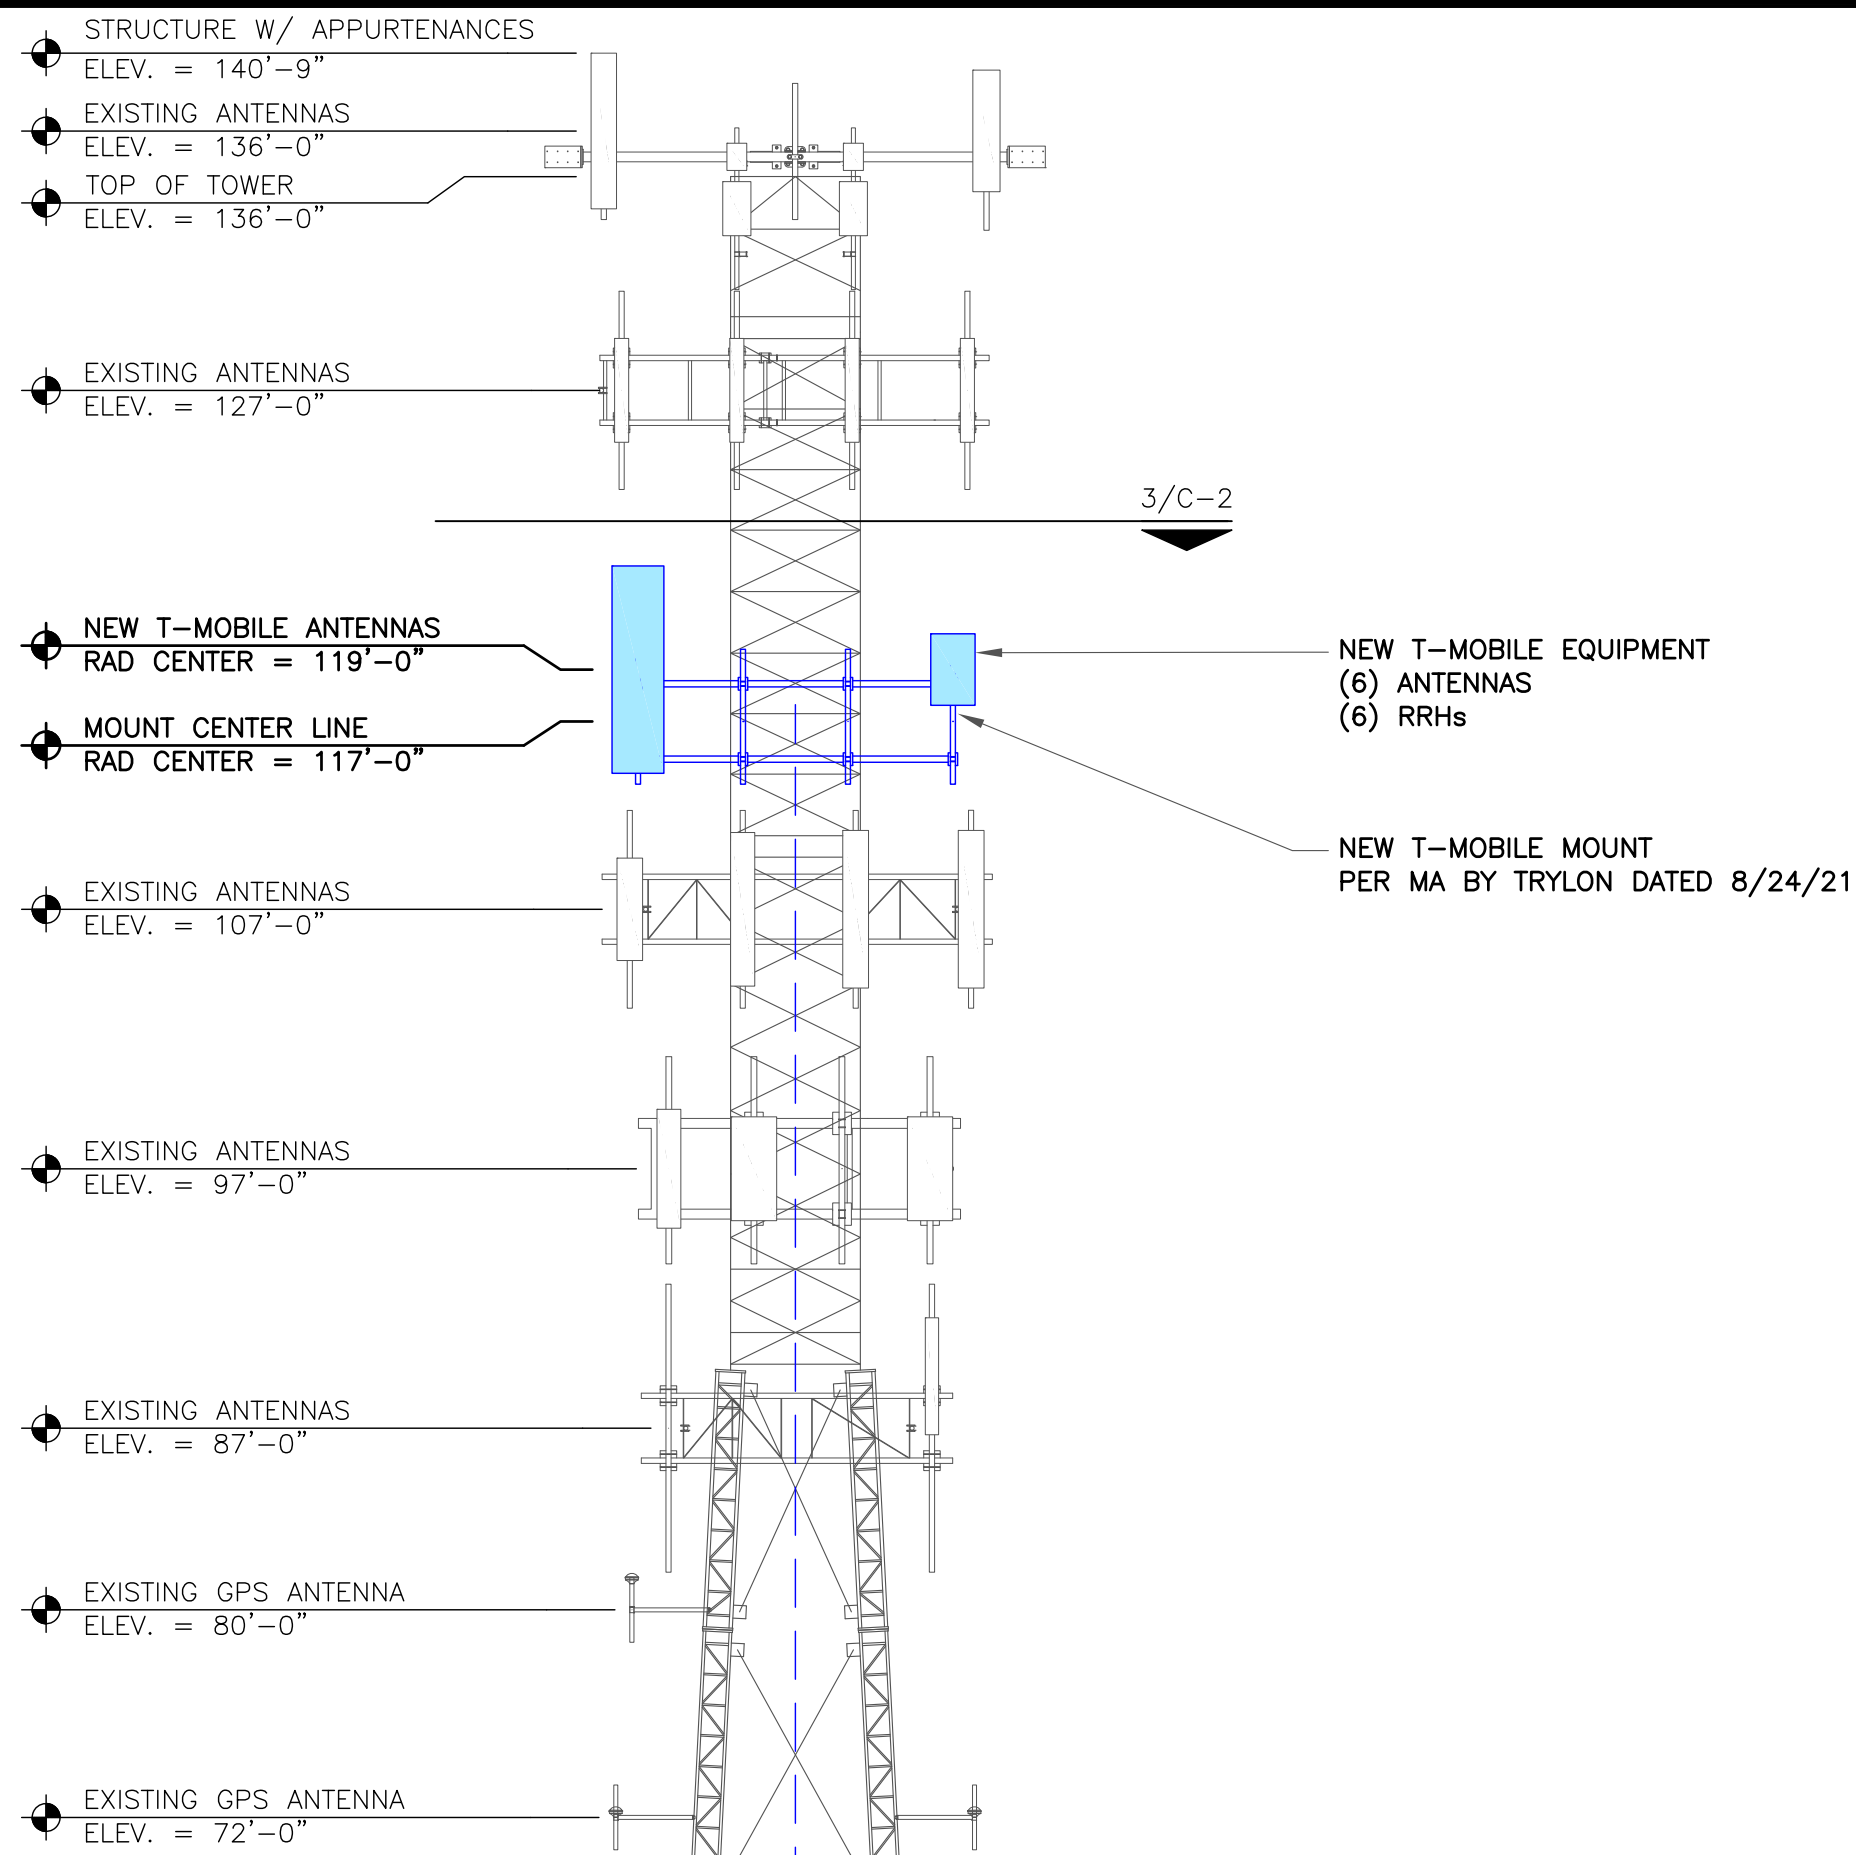 STRUCTURE W/ APPURTENANCES
ELEV. = 140'-9"
EXISTING ANTENNAS
ELEV. = 136'-0"
TOP OF TOWER
ELEV. = 136'-0"
EXISTING ANTENNAS
ELEV. = 127'-0"
3/C-2
NEW T-MOBILE ANTENNAS
RAD CENTER = 119'-0"
MOUNT CENTER LINE
RAD CENTER = 117'-0"
NEW T-MOBILE EQUIPMENT
(6) ANTENNAS
(6) RRHs
NEW T-MOBILE MOUNT
PER MA BY TRYLON DATED 8/24/21
EXISTING ANTENNAS
ELEV. = 107'-0"
EXISTING ANTENNAS
ELEV. = 97'-0"
EXISTING ANTENNAS
ELEV. = 87'-0"
EXISTING GPS ANTENNA
ELEV. = 80'-0"
EXISTING GPS ANTENNA
ELEV. = 72'-0"